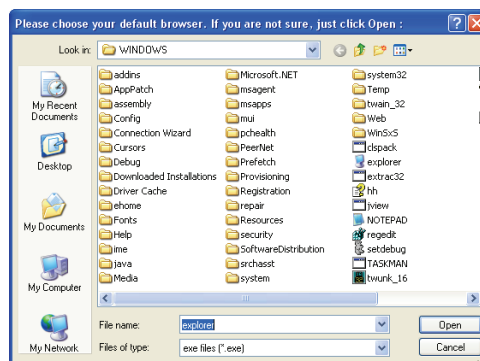 Please choose your default browser. If you are not sure, just click Open :
Look in: WINDOWS
My Recent Documents
Desktop
My Documents
My Computer
My Network
addins
AppPatch
assembly
Config
Connection Wizard
Cursors
Debug
Downloaded Installations
Driver Cache
ehome
Fonts
Help
ime
java
Media
Microsoft.NET
msagent
msapps
mui
pchealth
PeerNet
Prefetch
Provisioning
Registration
repair
Resources
security
SoftwareDistribution
srchasst
system
system32
Temp
twain_32
Web
WinSxS
clspack
explorer
extrac32
hh
jview
NOTEPAD
regedit
setdebug
TASKMAN
twunk_16
File name: explorer Open
Files of type: exe files (*.exe) Cancel